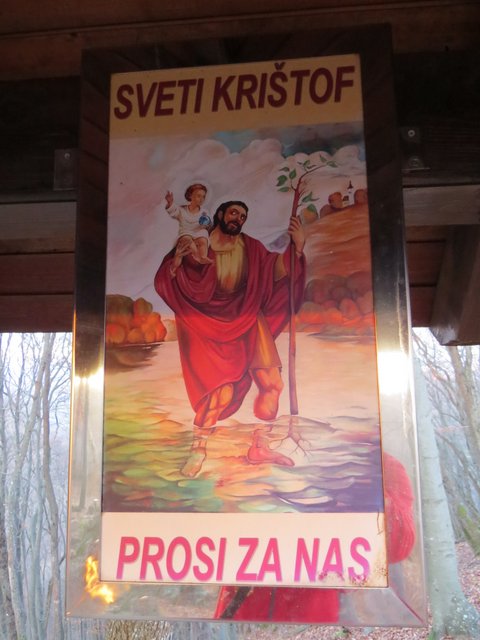 SVETI KRIŠTOF
PROSI ZA NAS